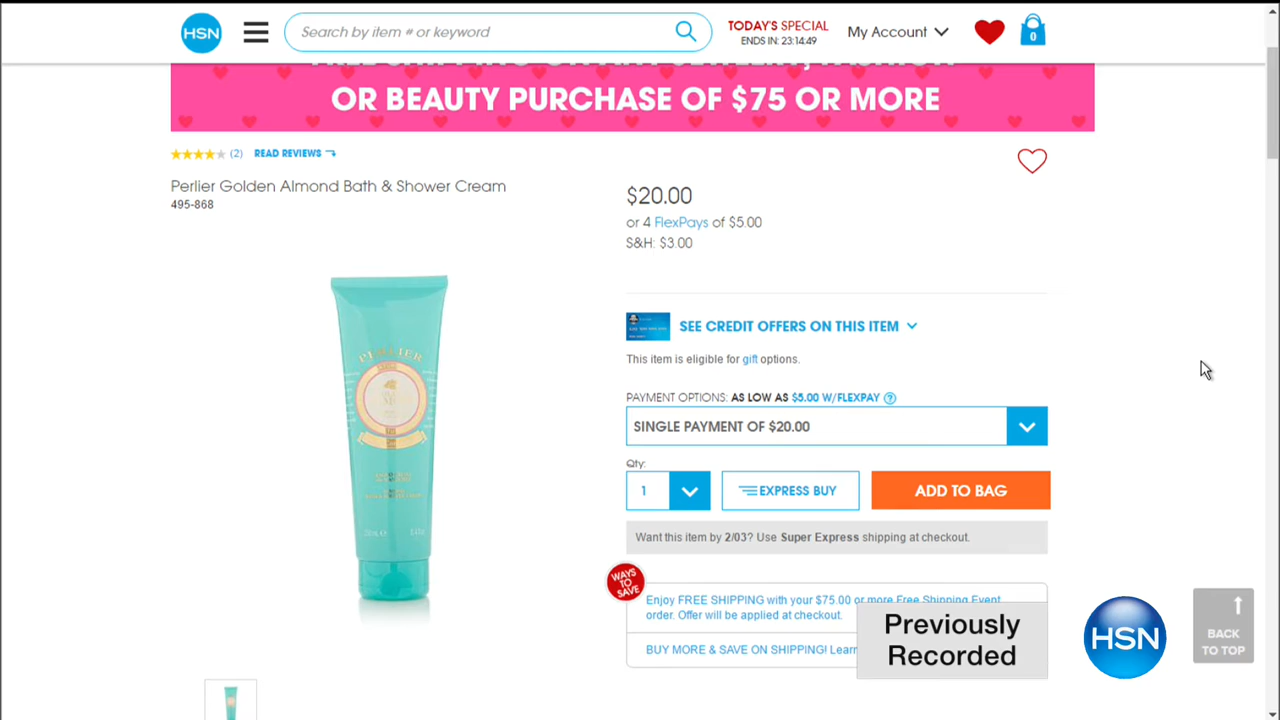 HSN
Search by item # or keyword
TODAY'S SPECIAL
ENDS IN: 23:14:49
My Account
0
OR BEAUTY PURCHASE OF $75 OR MORE
(2) READ REVIEWS
Perlier Golden Almond Bath & Shower Cream
495-868
$20.00
or 4 FlexPays of $5.00
S&H: $3.00
SEE CREDIT OFFERS ON THIS ITEM
This item is eligible for gift options.
PAYMENT OPTIONS: AS LOW AS $5.00 W/FLEXPAY ?
SINGLE PAYMENT OF $20.00
Qty:
1
EXPRESS BUY
ADD TO BAG
Want this item by 2/03? Use Super Express shipping at checkout.
WAYS
TO
SAVE
Enjoy FREE SHIPPING with your $75.00 or more Free Shipping Event
order. Offer will be applied at checkout.
BUY MORE & SAVE ON SHIPPING! Learn
PERLIER
Previously
Recorded
HSN
BACK
TO TOP